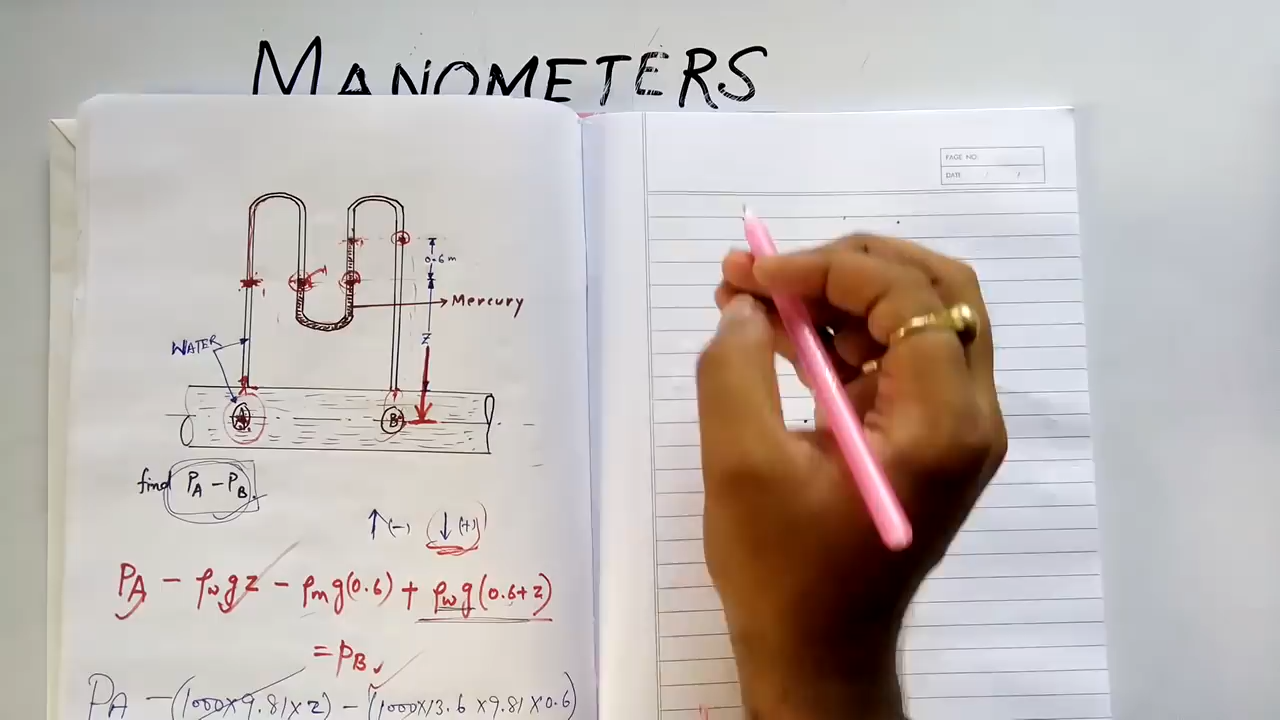 MANOMETERS
PAGE NO:
DATE / /
0.6m
Mercury
Z
WATER
A
B
find PA - PB
↑(-) ↓(+)
PA - ρwgz - ρmg(0.6) + ρwg(0.6+z)
= PB
PA - (1000×9.81×z) - (1000×13.6×9.81×0.6)